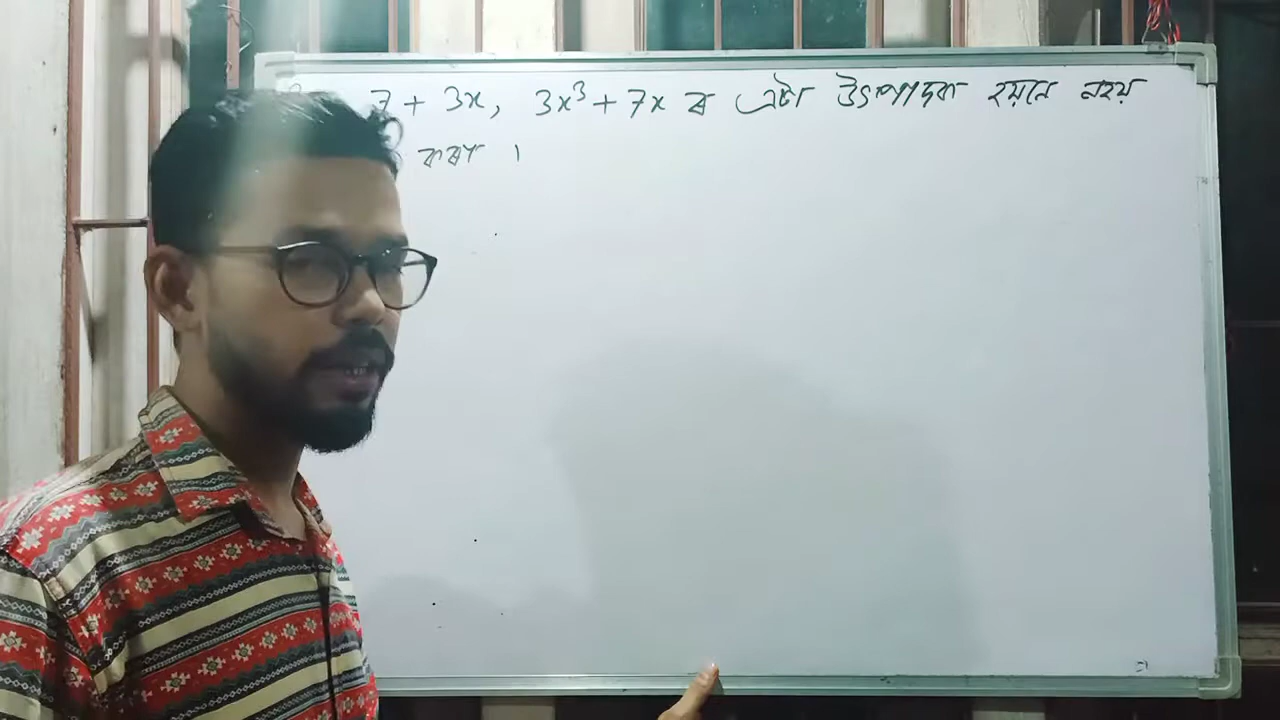 7 + 3x, 3x³ + 7x ৰ এটা উৎপাদক হয়নে নহয়
কৰা ।